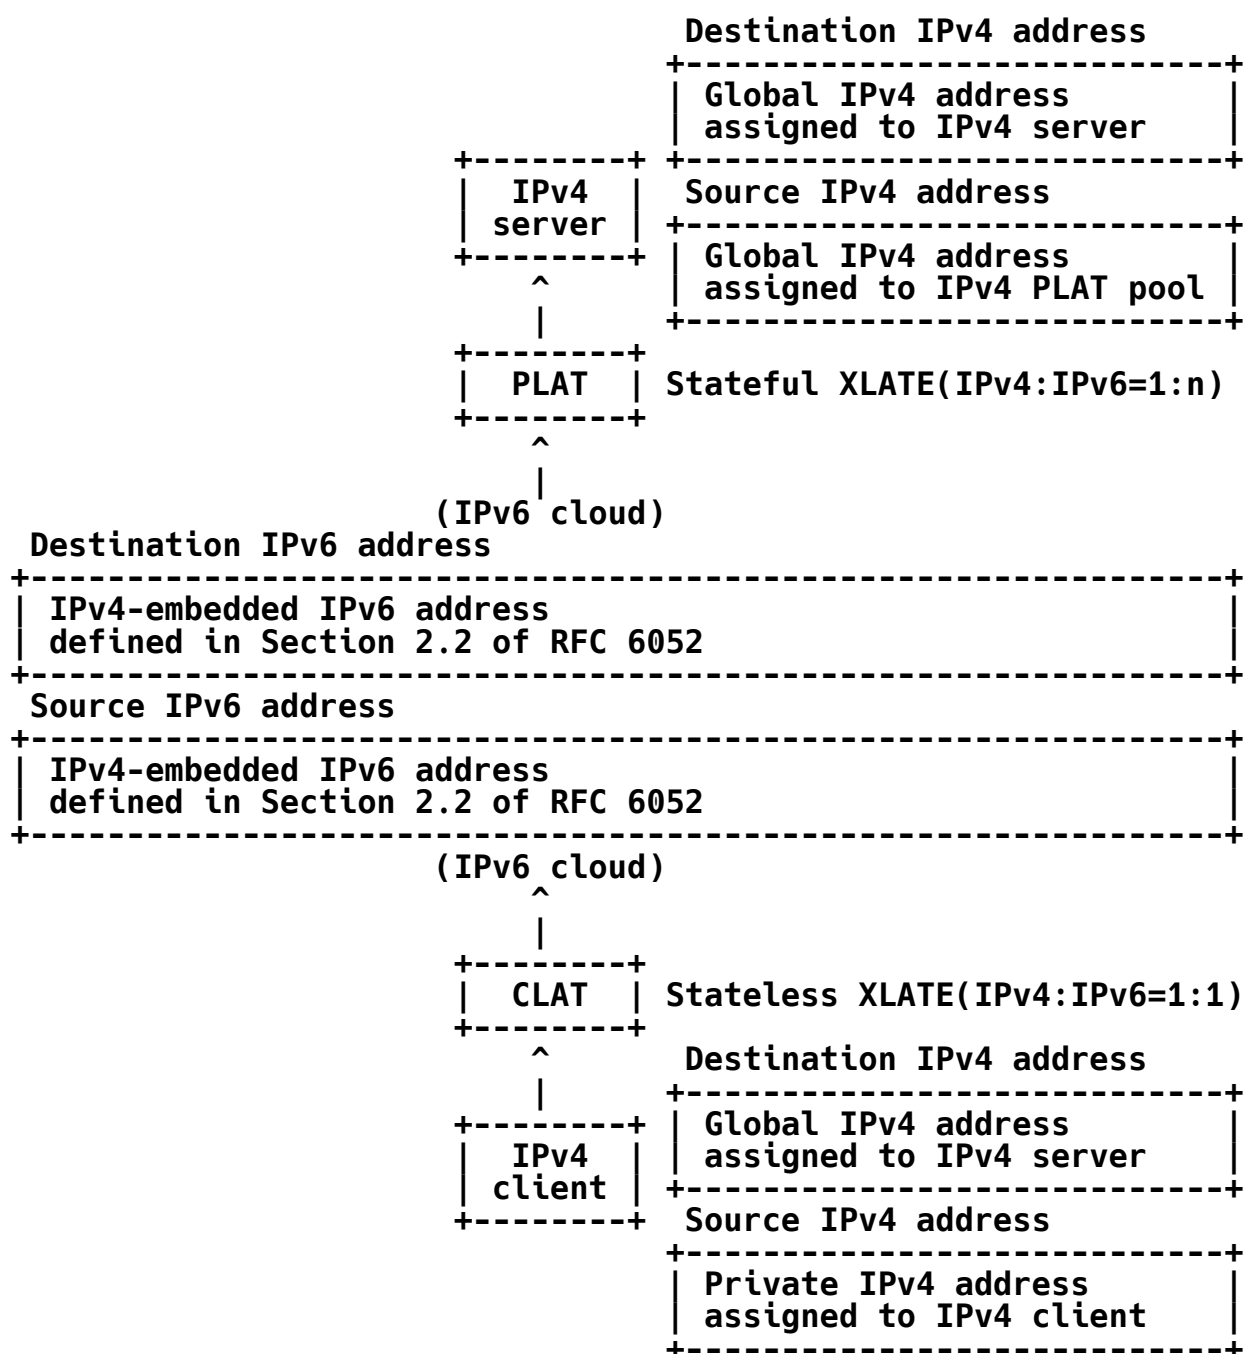 Destination IPv4 address
                                   +----------------------------+
                                   | Global IPv4 address        |
                                   | assigned to IPv4 server    |
                        +--------+ +----------------------------+
                        |  IPv4  |  Source IPv4 address
                        | server | +----------------------------+
                        +--------+ | Global IPv4 address        |
                            ^      | assigned to IPv4 PLAT pool |
                            |      +----------------------------+
                        +--------+
                        |  PLAT  | Stateful XLATE(IPv4:IPv6=1:n)
                        +--------+
                            ^
                            |
                       (IPv6 cloud)
  Destination IPv6 address
 +--------------------------------------------------------------+
 | IPv4-embedded IPv6 address                                   |
 | defined in Section 2.2 of RFC 6052                           |
 +--------------------------------------------------------------+
  Source IPv6 address
 +--------------------------------------------------------------+
 | IPv4-embedded IPv6 address                                   |
 | defined in Section 2.2 of RFC 6052                           |
 +--------------------------------------------------------------+
                       (IPv6 cloud)
                            ^
                            |
                        +--------+
                        |  CLAT  | Stateless XLATE(IPv4:IPv6=1:1)
                        +--------+
                            ^       Destination IPv4 address
                            |      +----------------------------+
                        +--------+ | Global IPv4 address        |
                        |  IPv4  | | assigned to IPv4 server    |
                        | client | +----------------------------+
                        +--------+  Source IPv4 address
                                   +----------------------------+
                                   | Private IPv4 address       |
                                   | assigned to IPv4 client    |
                                   +----------------------------+